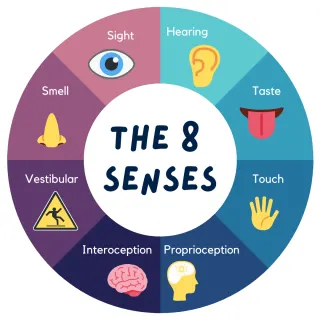 THE 8
SENSES
Sight
Hearing
Taste
Touch
Proprioception
Interoception
Vestibular
Smell